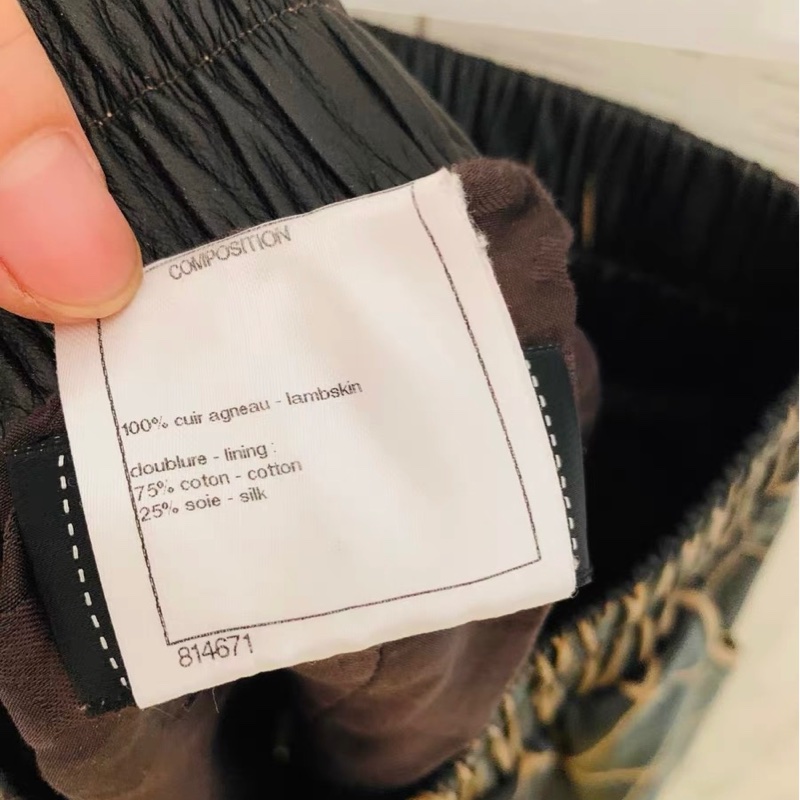 COMPOSITION
100% cuir agneau - lambskin
doublure - lining :
75% coton - cotton
25% soie - silk
814671